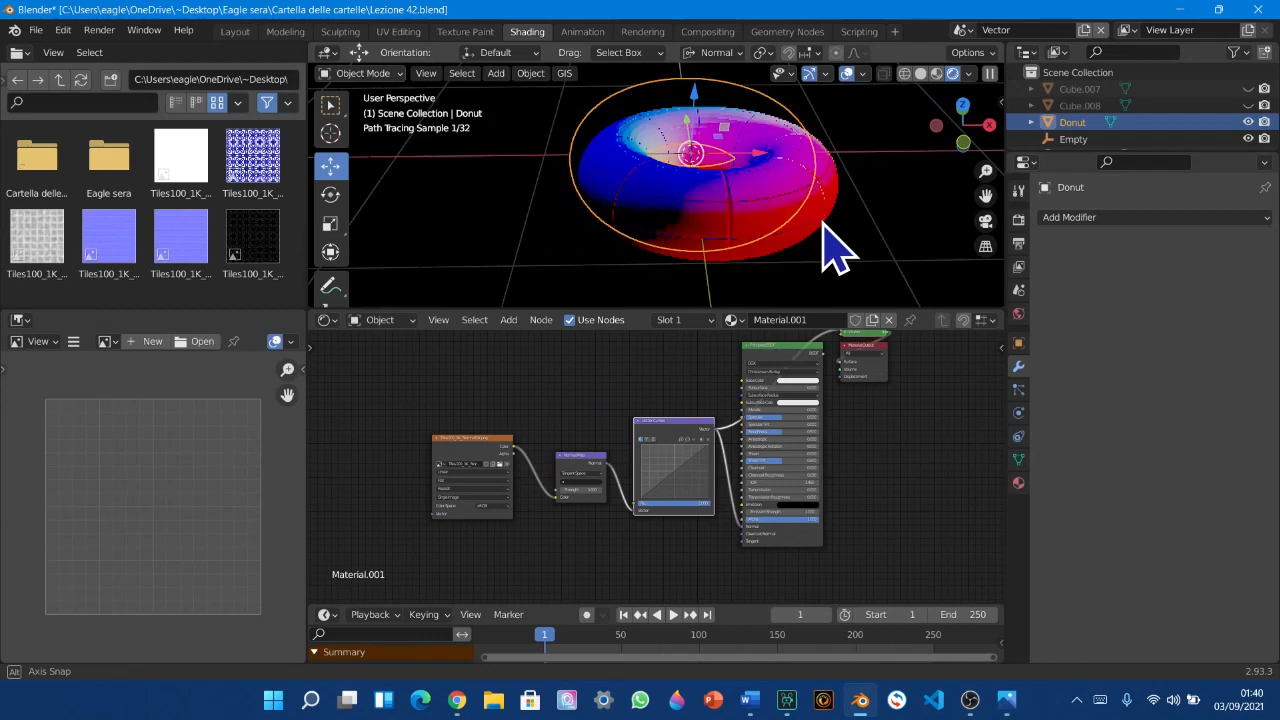 Blender* [C:\Users\eagle\OneDrive\~Desktop\Eagle sera\Cartella delle cartelle\Lezione 42.blend]
File Edit Render Window Help Layout Modeling Sculpting UV Editing Texture Paint Shading Animation Rendering Compositing Geometry Nodes Scripting + Vector View Layer
View Select Orientation: Default Drag: Select Box Normal Options
C:\Users\eagle\OneDrive\~Desktop\ Object Mode View Select Add Object GIS Scene Collection
Cube.007
User Perspective
Cube.008
(1) Scene Collection | Donut
Donut
Path Tracing Sample 1/32
Empty
Z
X
Cartella delle... Eagle sera Tiles100_1K_... Tiles100_1K_...
Donut
Add Modifier
Tiles100_1K_... Tiles100_1K_... Tiles100_1K_... Tiles100_1K_...
Object View Select Add Node Use Nodes Slot 1 Material.001
View New Open
Material.001
Playback Keying View Marker 1 Start 1 End 250
1 50 100 150 200 250
Summary
Alt Axis Snap 2.93.3
01:40
03/09/2021